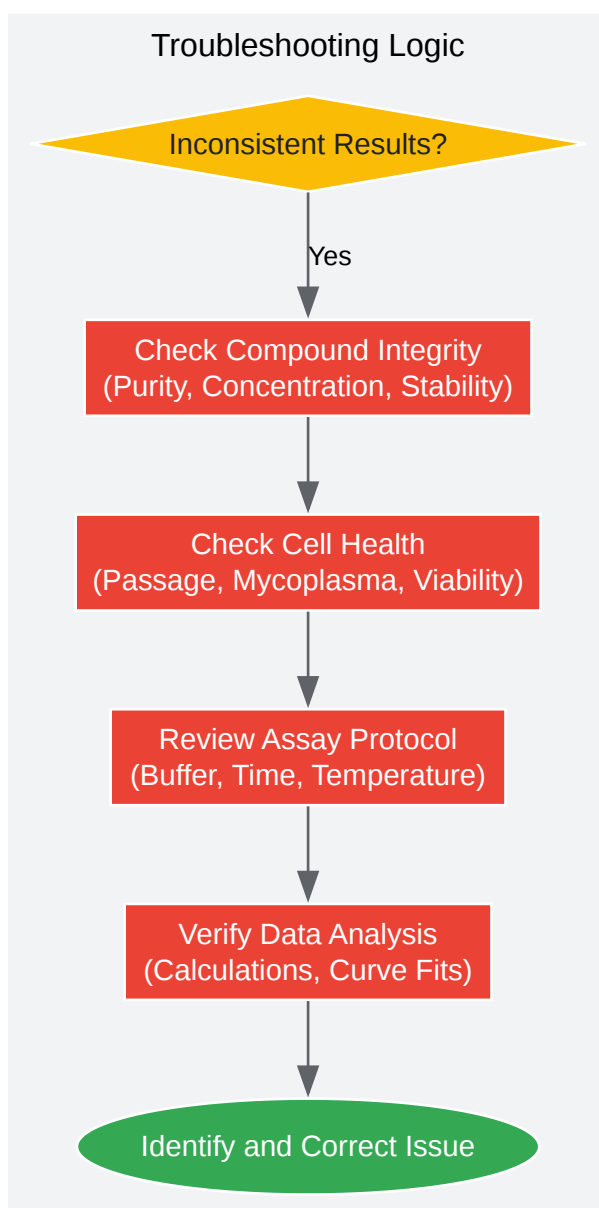 Troubleshooting Logic
Inconsistent Results?
Yes
Check Compound Integrity
(Purity, Concentration, Stability)
Check Cell Health
(Passage, Mycoplasma, Viability)
Review Assay Protocol
(Buffer, Time, Temperature)
Verify Data Analysis
(Calculations, Curve Fits)
Identify and Correct Issue